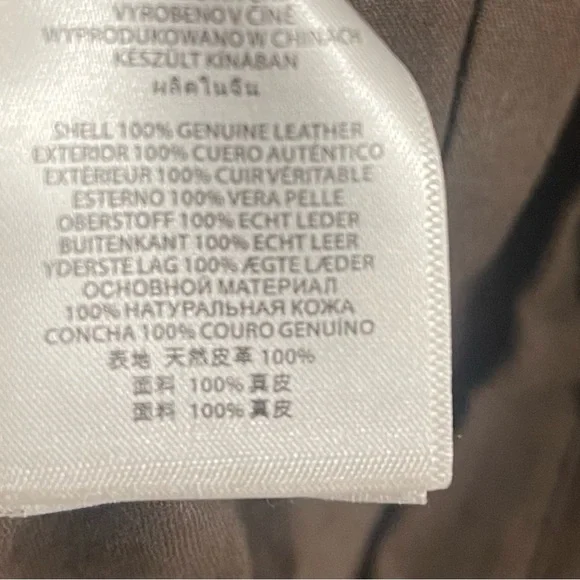 VYROBENO V ČÍNĚ
WYPRODUKOWANO W CHINACH
KÉSZÜLT KÍNÁBAN
ผลิตในจีน
SHELL 100% GENUINE LEATHER
EXTERIOR 100% CUERO AUTÉNTICO
EXTÉRIEUR 100% CUIR VÉRITABLE
ESTERNO 100% VERA PELLE
OBERSTOFF 100% ECHT LEDER
BUITENKANT 100% ECHT LEER
YDERSTE LAG 100% ÆGTE LÆDER
ОСНОВНОЙ МАТЕРИАЛ
100% НАТУРАЛЬНАЯ КОЖА
CONCHA 100% COURO GENUÍNO
表地 天然皮革 100%
面料 100% 真皮
面料 100% 真皮